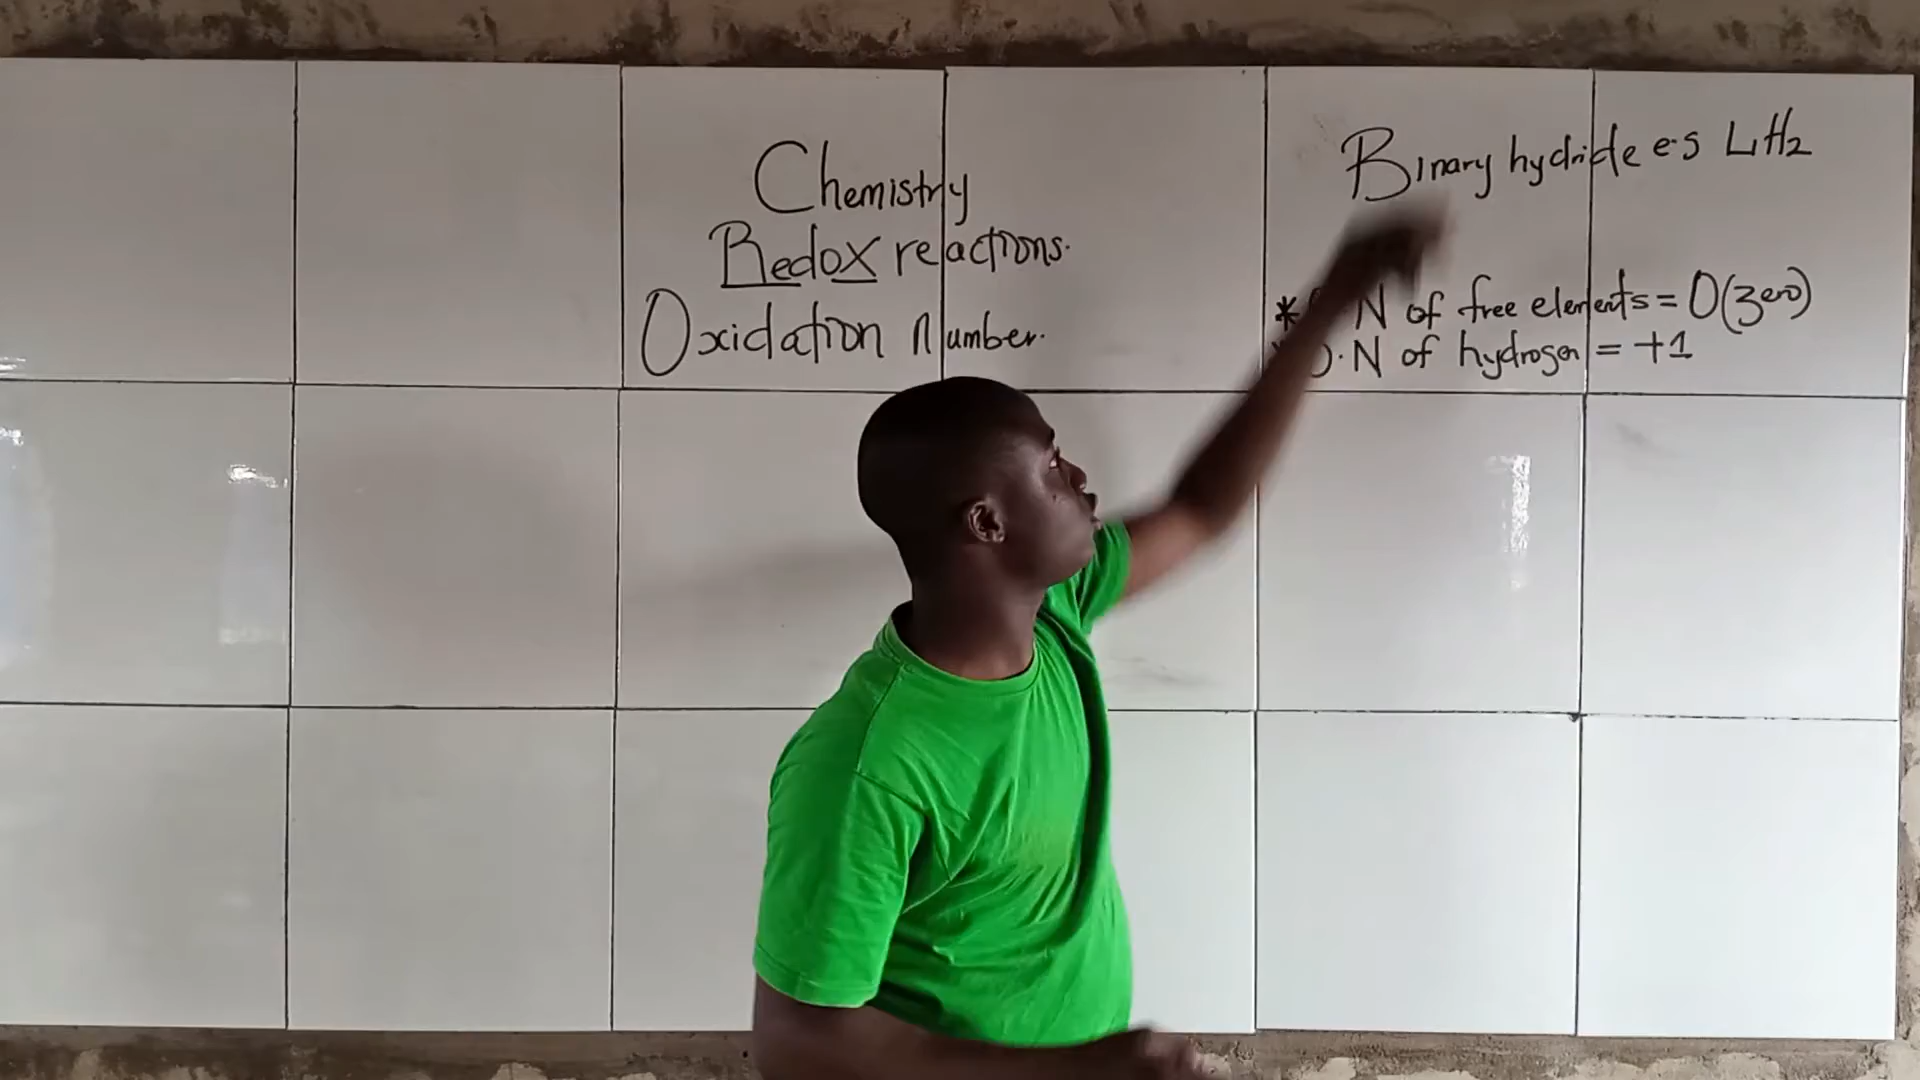 Chemistry
Redox reactions.
Oxidation number.
Binary hydride e.g LiH2
* N of free elements = 0(zero)
O.N of hydrogen = +1